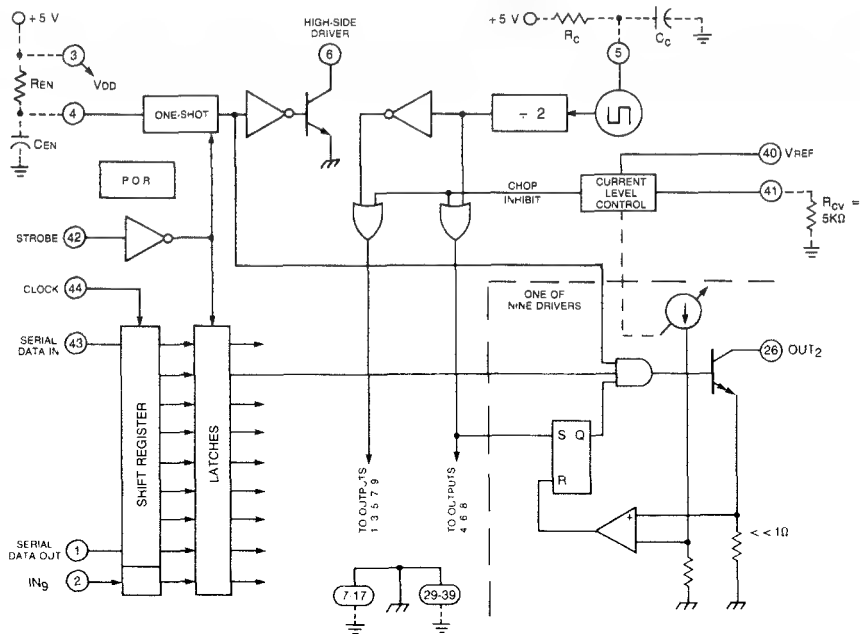 +5 V
3
VDD
REN
4
CEN
ONE-SHOT
POR
HIGH-SIDE
DRIVER
6
+5 V
RC
CC
5
÷ 2
40 VREF
41
CHOP
INHIBIT
CURRENT
LEVEL
CONTROL
RCV =
5KΩ
STROBE 42
CLOCK 44
SERIAL
DATA IN 43
SHIFT REGISTER
LATCHES
SERIAL
DATA OUT 1
IN9 2
TO OUTPUTS
1 3 5 7 9
TO OUTPUTS
4 6 8
ONE OF
NINE DRIVERS
26 OUT2
S Q
R
+
<<1Ω
7-17
29-39